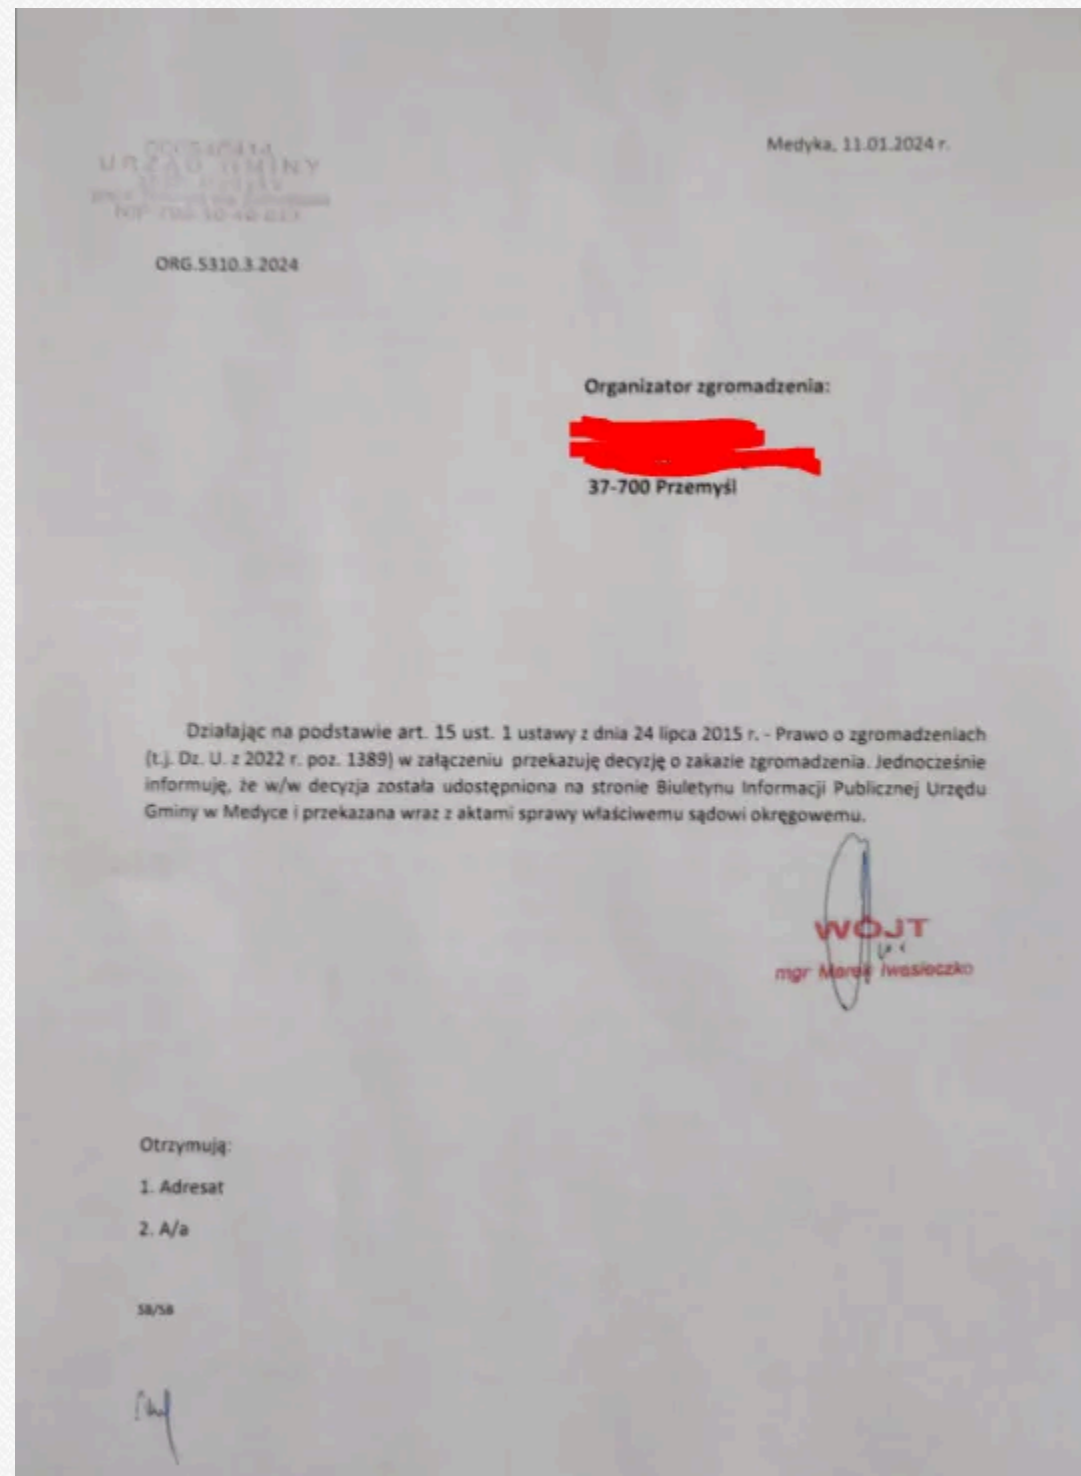 Medyka, 11.01.2024 r.
URZĄD GMINY
ORG.5310.3.2024
Organizator zgromadzenia:
37-700 Przemyśl
Działając na podstawie art. 15 ust. 1 ustawy z dnia 24 lipca 2015 r. - Prawo o zgromadzeniach
(t.j. Dz. U. z 2022 r. poz. 1389) w załączeniu przekazuję decyzję o zakazie zgromadzenia. Jednocześnie
informuję, że w/w decyzja została udostępniona na stronie Biuletynu Informacji Publicznej Urzędu
Gminy w Medyce i przekazana wraz z aktami sprawy właściwemu sądowi okręgowemu.
WÓJT
mgr Marek Iwasieczko
Otrzymują:
1. Adresat
2. A/a
SB/SB